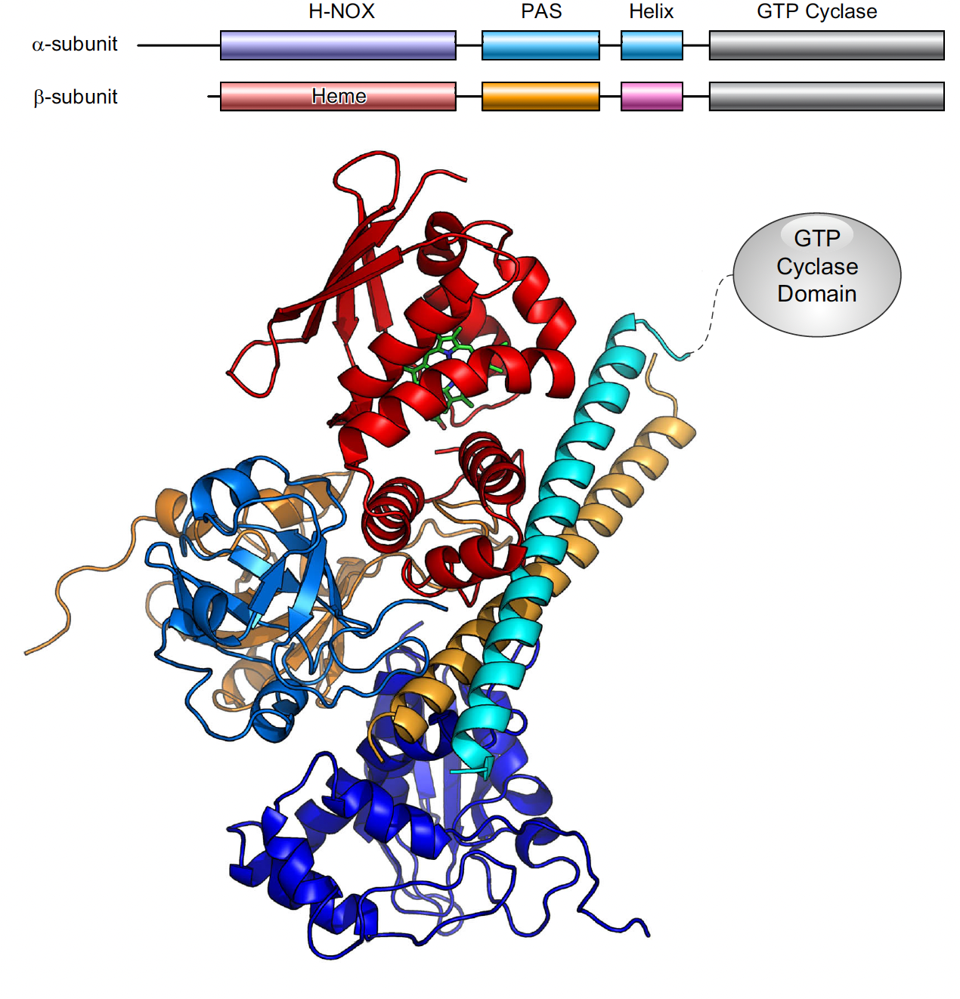 H-NOX PAS Helix GTP Cyclase
α-subunit
β-subunit Heme
GTP
Cyclase
Domain